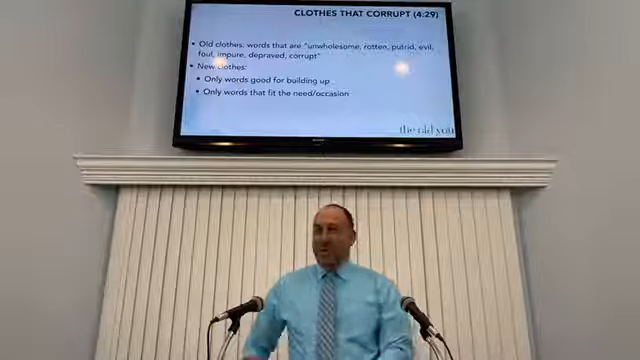 CLOTHES THAT CORRUPT (4:29)
• Old clothes: words that are "unwholesome, rotten, putrid, evil,
foul, impure, depraved, corrupt"
• New clothes:
• Only words good for building up
• Only words that fit the need/occasion
the old you